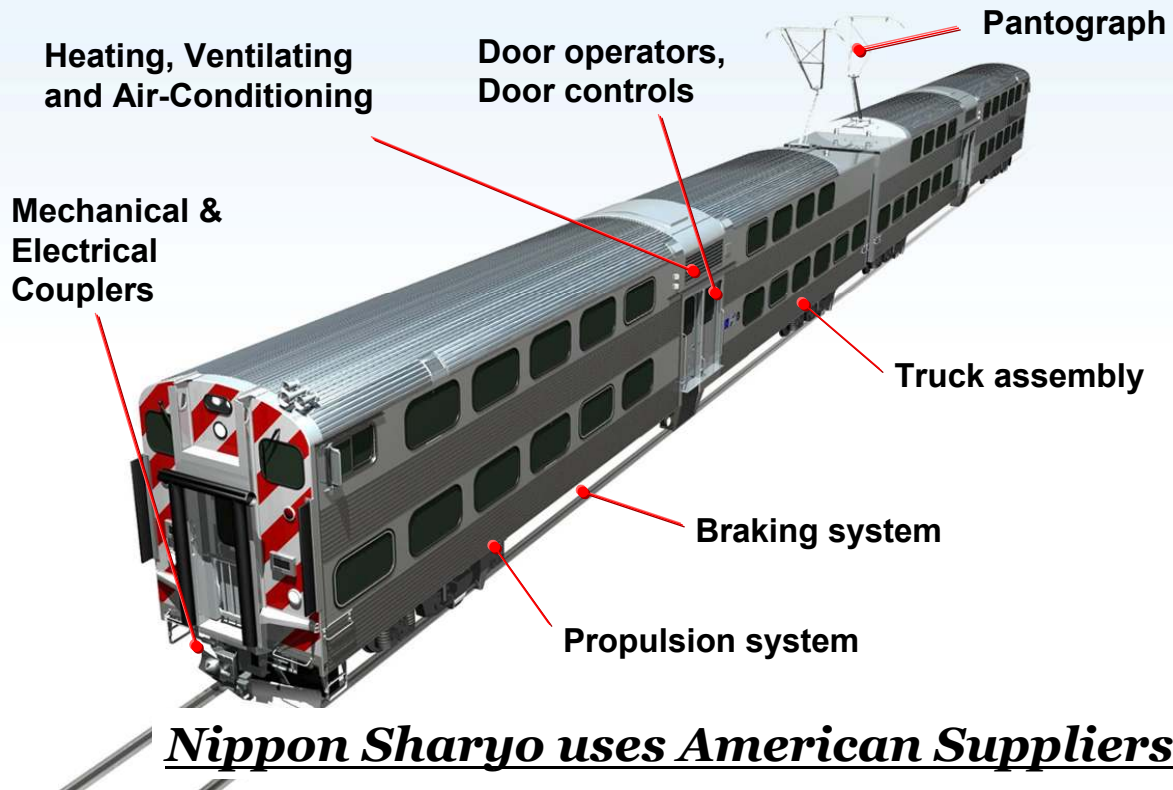 Pantograph
Heating, Ventilating
and Air-Conditioning
Door operators,
Door controls
Mechanical &
Electrical
Couplers
Truck assembly
Braking system
Propulsion system
Nippon Sharyo uses American Suppliers